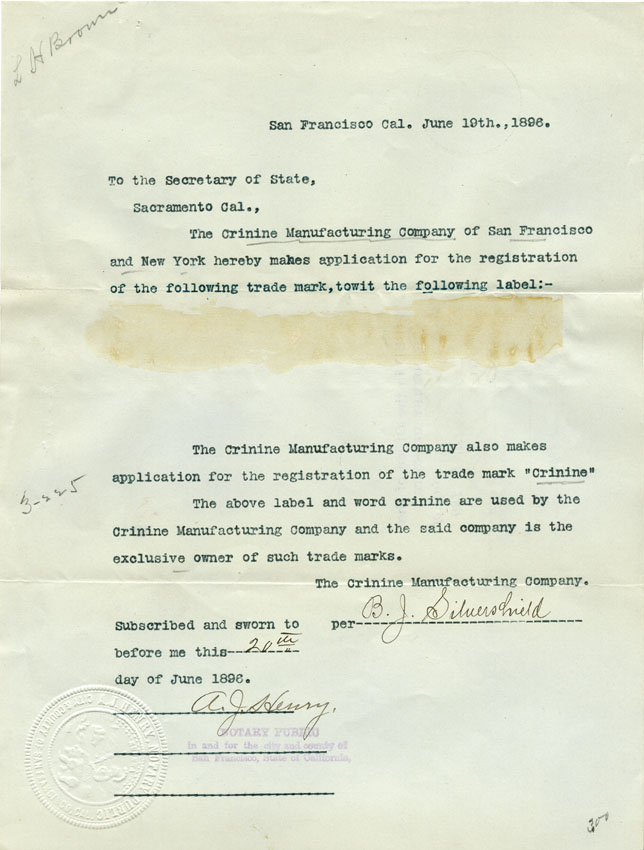 L H Brown
San Francisco Cal. June 19th.,1896.
To the Secretary of State,
Sacramento Cal.,
The Crinine Manufacturing Company of San Francisco
and New York hereby makes application for the registration
of the following trade mark,towit the following label:-
The Crinine Manufacturing Company also makes
application for the registration of the trade mark "Crinine"
3-225
The above label and word crinine are used by the
Crinine Manufacturing Company and the said company is the
exclusive owner of such trade marks.
The Crinine Manufacturing Company.
Subscribed and sworn to per B. J. Silvershield
before me this--20th
day of June 1896.
A. J. Henry.
NOTARY PUBLIC
in and for the city and county of
San Francisco, State of California,
NOTARY PUBLIC
300